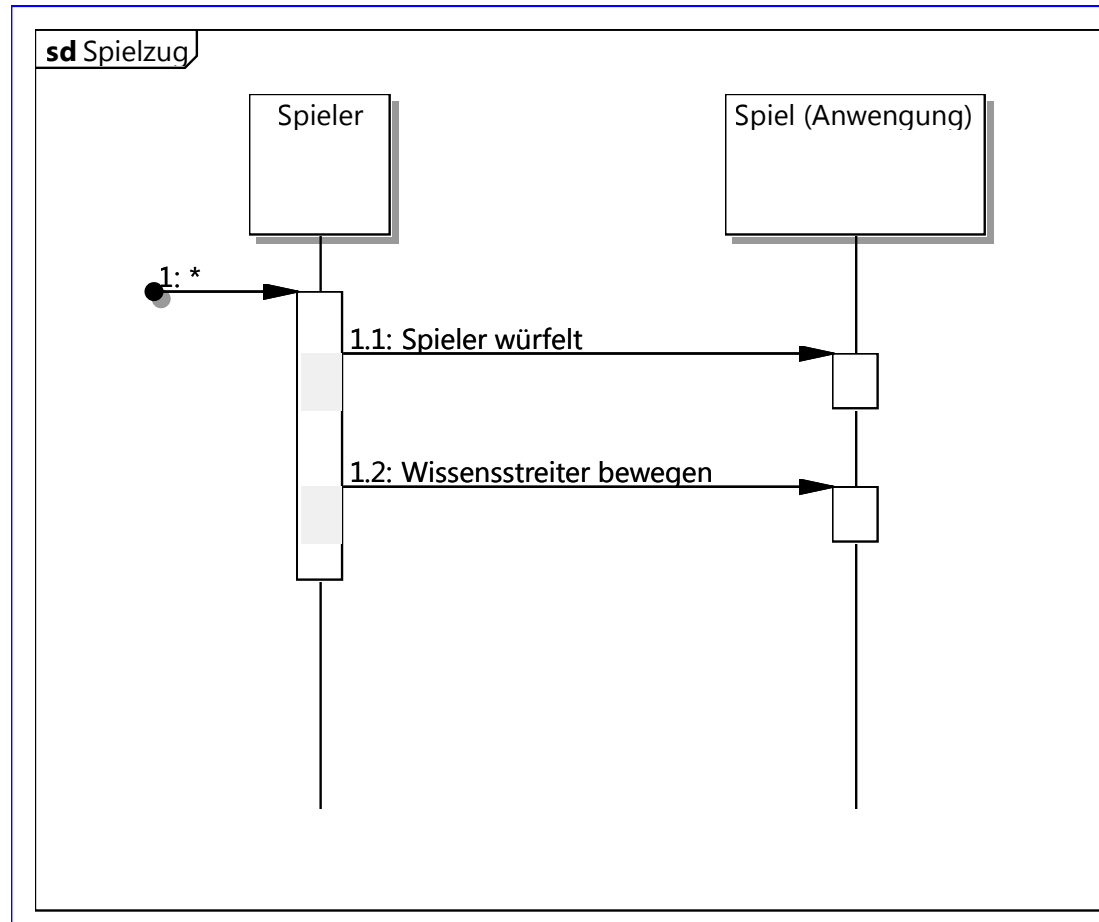 sd Spielzug
Spieler
Spiel (Anwengung)
1: *
1.1: Spieler würfelt
1.2: Wissensstreiter bewegen